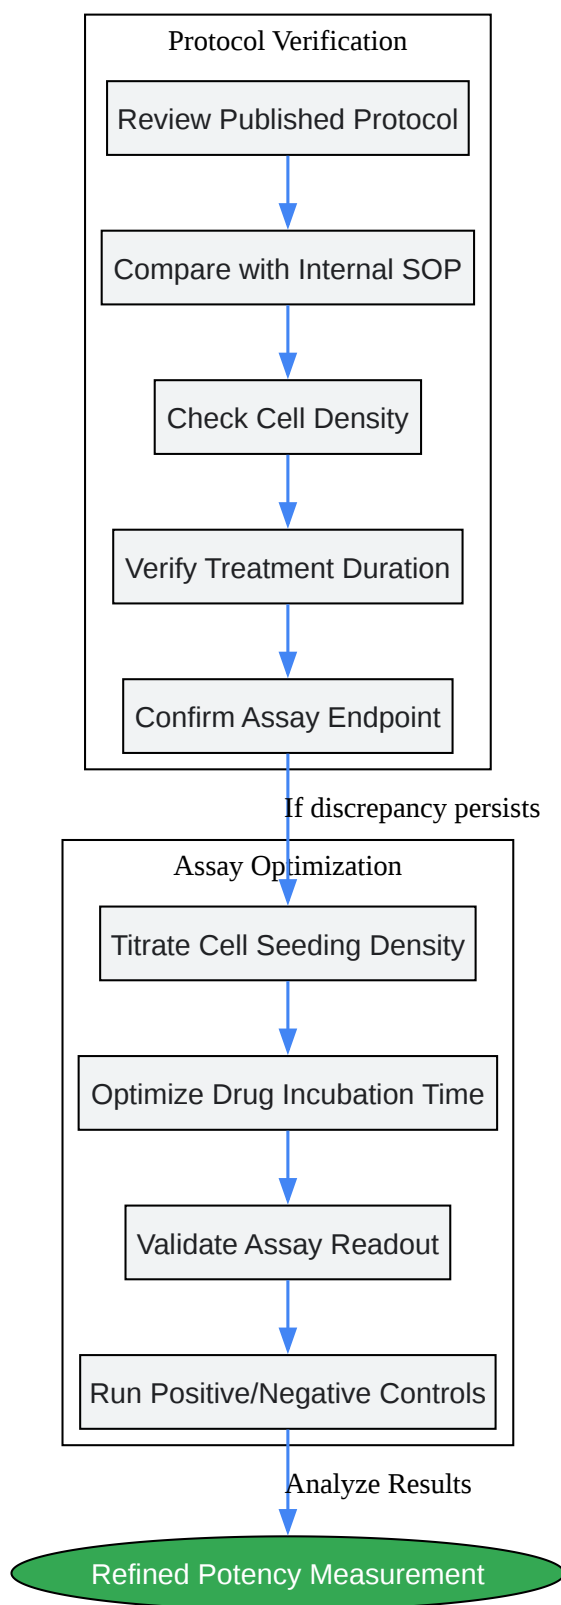 Protocol Verification
Review Published Protocol
Compare with Internal SOP
Check Cell Density
Verify Treatment Duration
Confirm Assay Endpoint
If discrepancy persists
Assay Optimization
Titrate Cell Seeding Density
Optimize Drug Incubation Time
Validate Assay Readout
Run Positive/Negative Controls
Analyze Results
Refined Potency Measurement